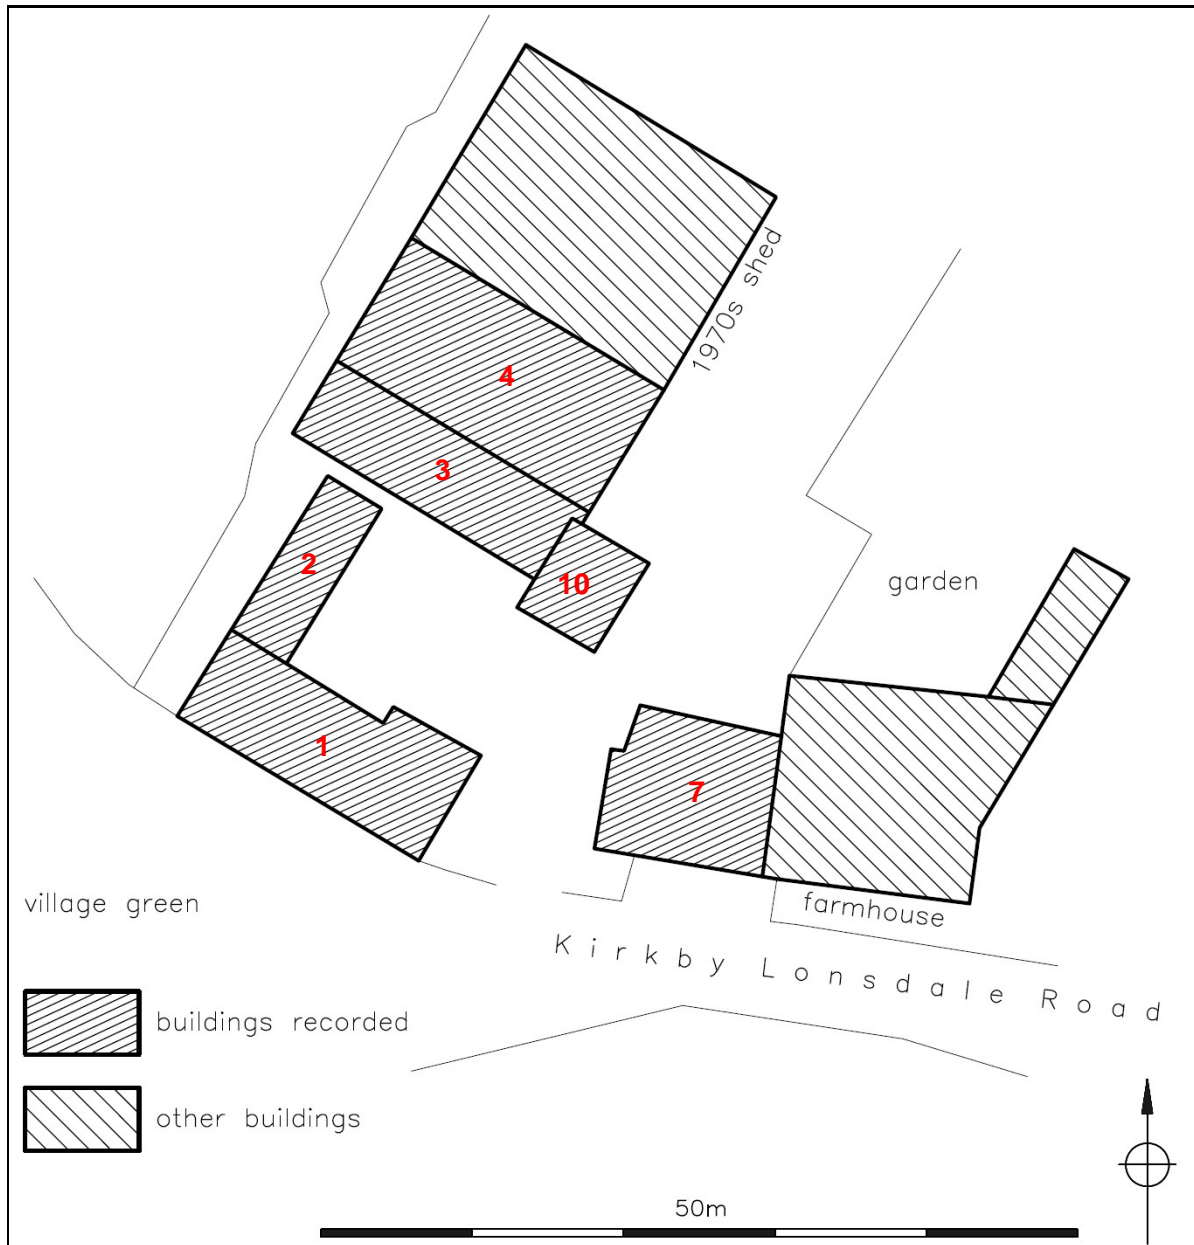 1970s shed
4
3
2
10
garden
1
7
village green
farmhouse
Kirkby Lonsdale Road
buildings recorded
other buildings
50m